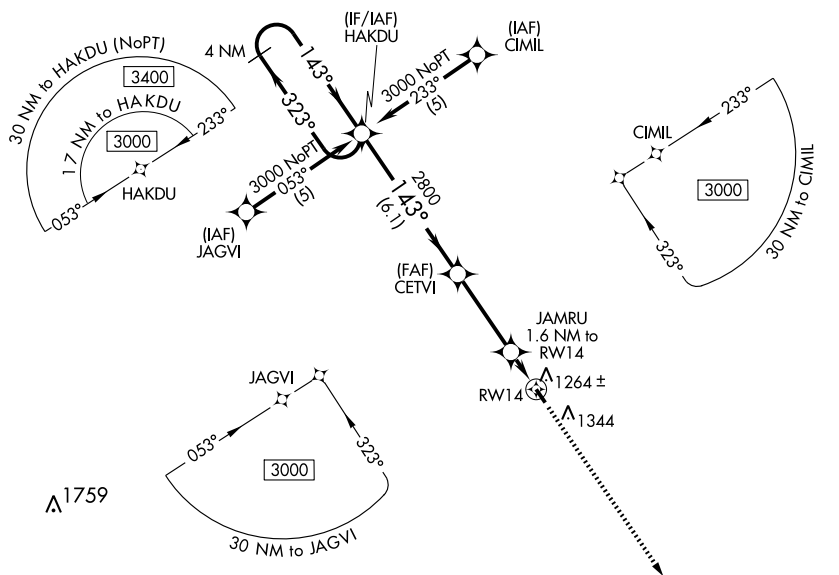 (IF/IAF)
HAKDU
(IAF)
CIMIL
4 NM
143°
323°
3000 NoPT
233°
(5)
3000 NoPT
053°
(5)
(IAF)
JAGVI
2800
143°
(6.1)
(FAF)
CETVI
JAMRU
1.6 NM to
RW14
RW14
1264 ±
1344
30 NM to HAKDU (NoPT)
3400
17 NM to HAKDU
3000
233°
053°
HAKDU
CIMIL
233°
3000
323°
30 NM to CIMIL
JAGVI
053°
3000
323°
30 NM to JAGVI
1759